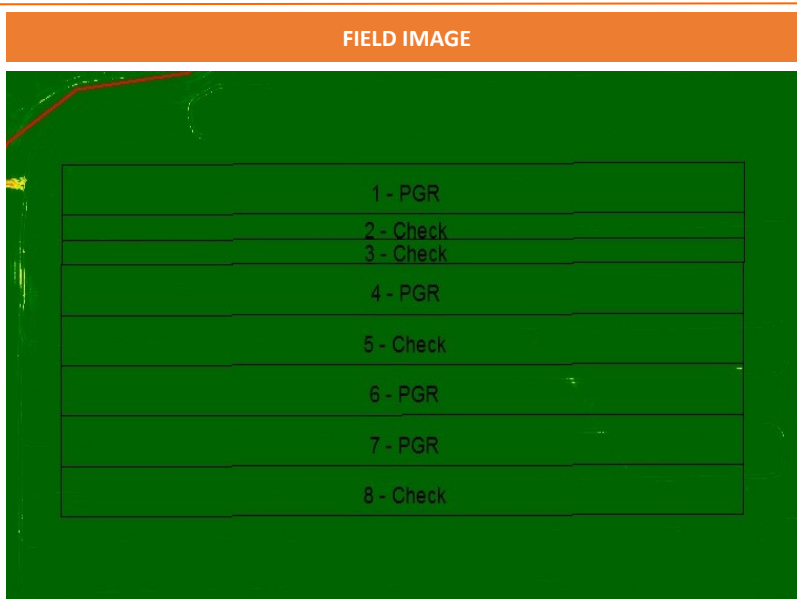 FIELD IMAGE
1 - PGR
2 - Check
3 - Check
4 - PGR
5 - Check
6 - PGR
7 - PGR
8 - Check